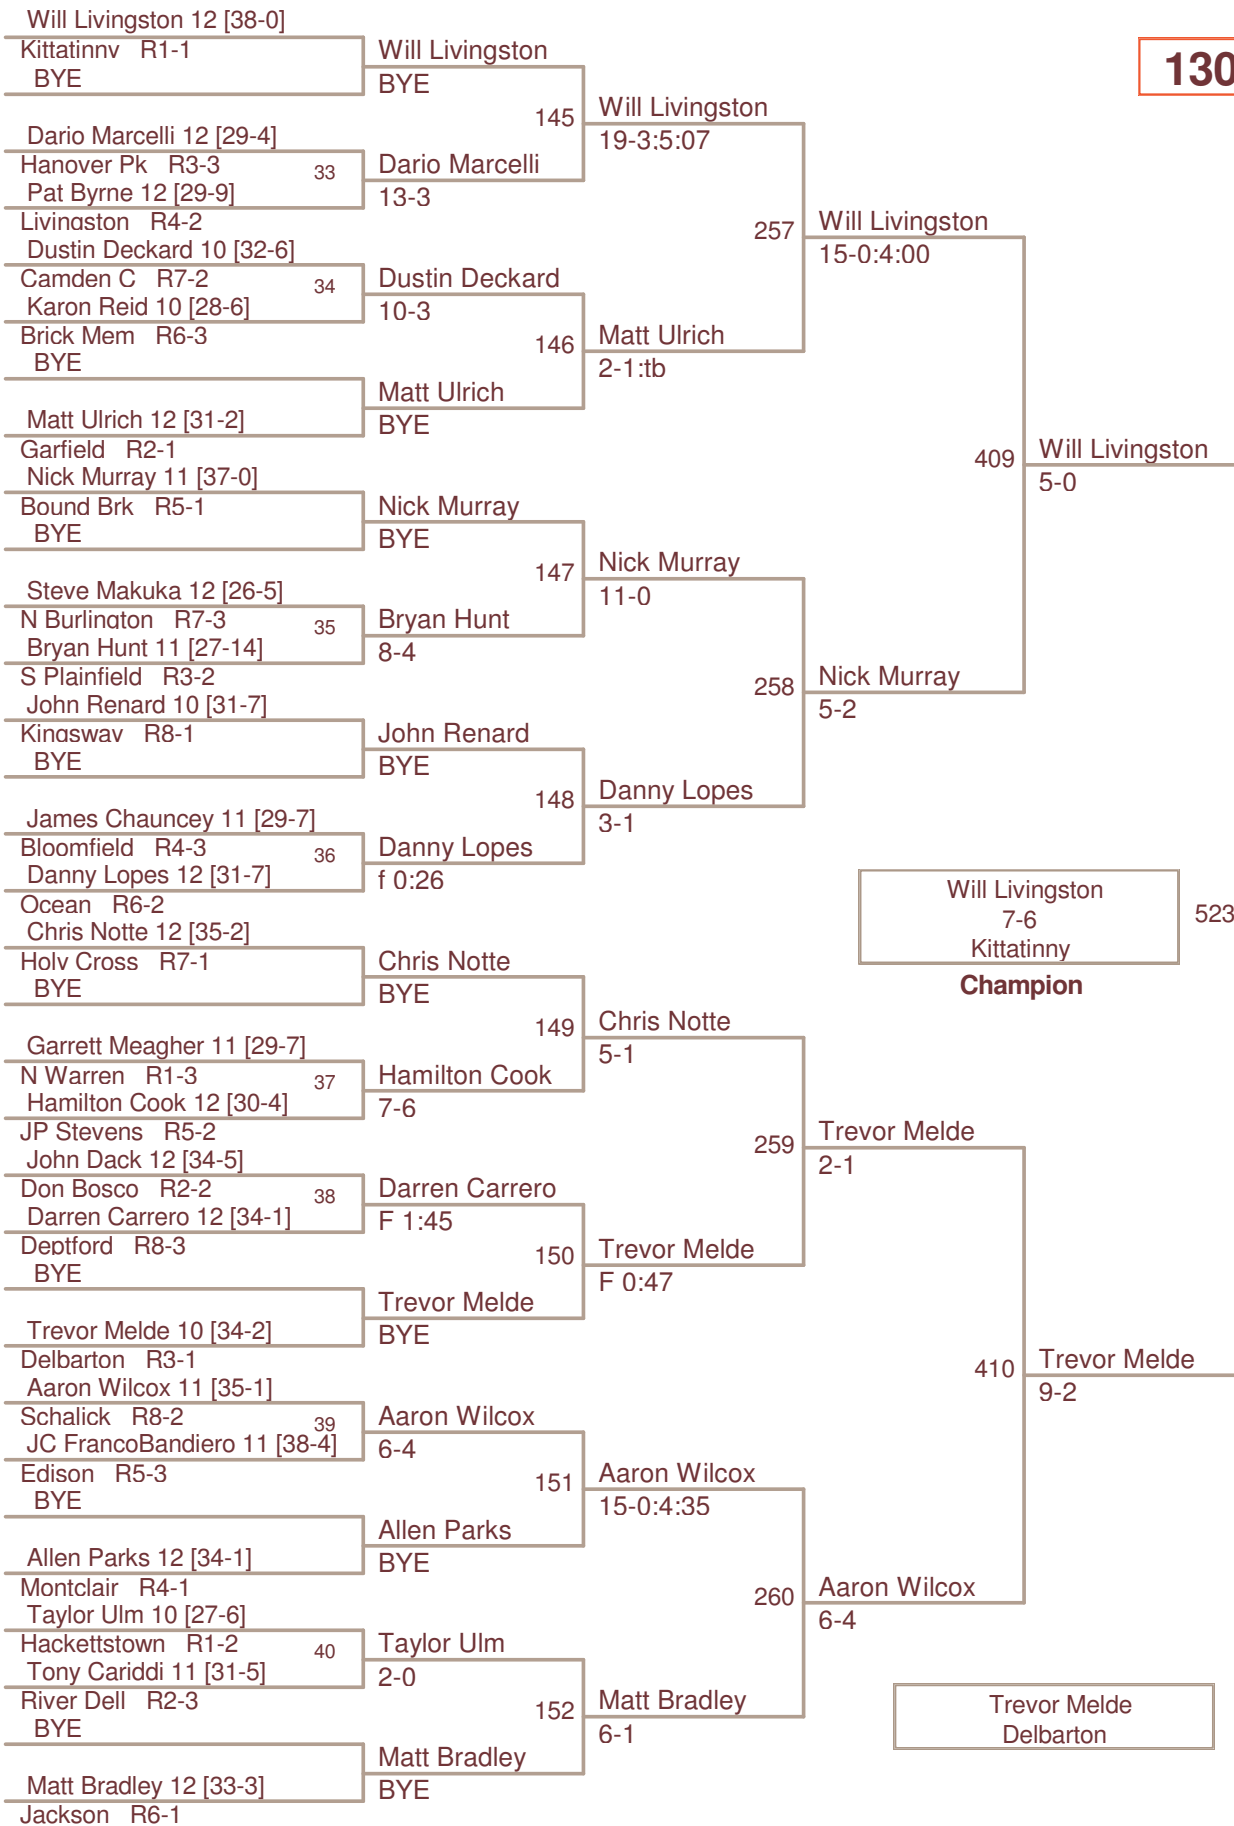 Will Livingston 12 [38-0]
Kittatinny R1-1
BYE
Dario Marcelli 12 [29-4]
Hanover Pk R3-3
33
Pat Byrne 12 [29-9]
Livingston R4-2
Dustin Deckard 10 [32-6]
Camden C R7-2
34
Karon Reid 10 [28-6]
Brick Mem R6-3
BYE
Matt Ulrich 12 [31-2]
Garfield R2-1
Nick Murray 11 [37-0]
Bound Brk R5-1
BYE
Steve Makuka 12 [26-5]
N Burlington R7-3
35
Bryan Hunt 11 [27-14]
S Plainfield R3-2
John Renard 10 [31-7]
Kingsway R8-1
BYE
James Chauncey 11 [29-7]
Bloomfield R4-3
36
Danny Lopes 12 [31-7]
Ocean R6-2
Chris Notte 12 [35-2]
Holy Cross R7-1
BYE
Garrett Meagher 11 [29-7]
N Warren R1-3
37
Hamilton Cook 12 [30-4]
JP Stevens R5-2
John Dack 12 [34-5]
Don Bosco R2-2
38
Darren Carrero 12 [34-1]
Deptford R8-3
BYE
Trevor Melde 10 [34-2]
Delbarton R3-1
Aaron Wilcox 11 [35-1]
Schalick R8-2
39
JC FrancoBandiero 11 [38-4]
Edison R5-3
BYE
Allen Parks 12 [34-1]
Montclair R4-1
Taylor Ulm 10 [27-6]
Hackettstown R1-2
40
Tony Cariddi 11 [31-5]
River Dell R2-3
BYE
Matt Bradley 12 [33-3]
Jackson R6-1
Will Livingston
BYE
145
Dario Marcelli
13-3
Dustin Deckard
10-3
146
Matt Ulrich
BYE
Nick Murray
BYE
147
Bryan Hunt
8-4
John Renard
BYE
148
Danny Lopes
f 0:26
Chris Notte
BYE
149
Hamilton Cook
7-6
Darren Carrero
F 1:45
150
Trevor Melde
BYE
Aaron Wilcox
6-4
151
Allen Parks
BYE
Taylor Ulm
2-0
152
Matt Bradley
BYE
Will Livingston
19-3:5:07
257
Matt Ulrich
2-1:tb
Nick Murray
11-0
258
Danny Lopes
3-1
Chris Notte
5-1
259
Trevor Melde
F 0:47
Aaron Wilcox
15-0:4:35
260
Matt Bradley
6-1
Will Livingston
15-0:4:00
409
Nick Murray
5-2
Trevor Melde
2-1
410
Aaron Wilcox
6-4
130
Will Livingston
5-0
Will Livingston
7-6
Kittatinny
523
Champion
Trevor Melde
9-2
Trevor Melde
Delbarton